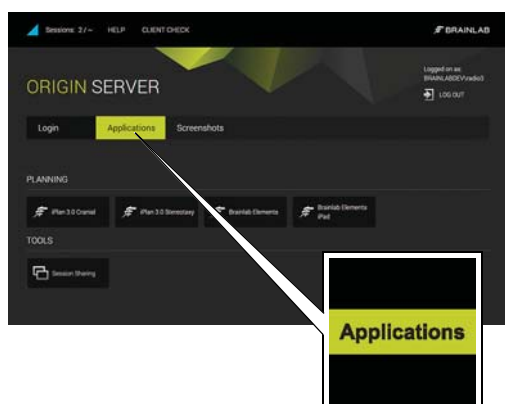 Sessions: 2 / ∞ HELP CLIENT CHECK BRAINLAB
Logged on as:
BRAINLABDEV\radio3
ORIGIN SERVER
LOG OUT
Login Applications Screenshots
PLANNING
iPlan 3.0 Cranial iPlan 3.0 Stereotaxy Brainlab Elements Brainlab Elements
iPad
TOOLS
Session Sharing
Applications